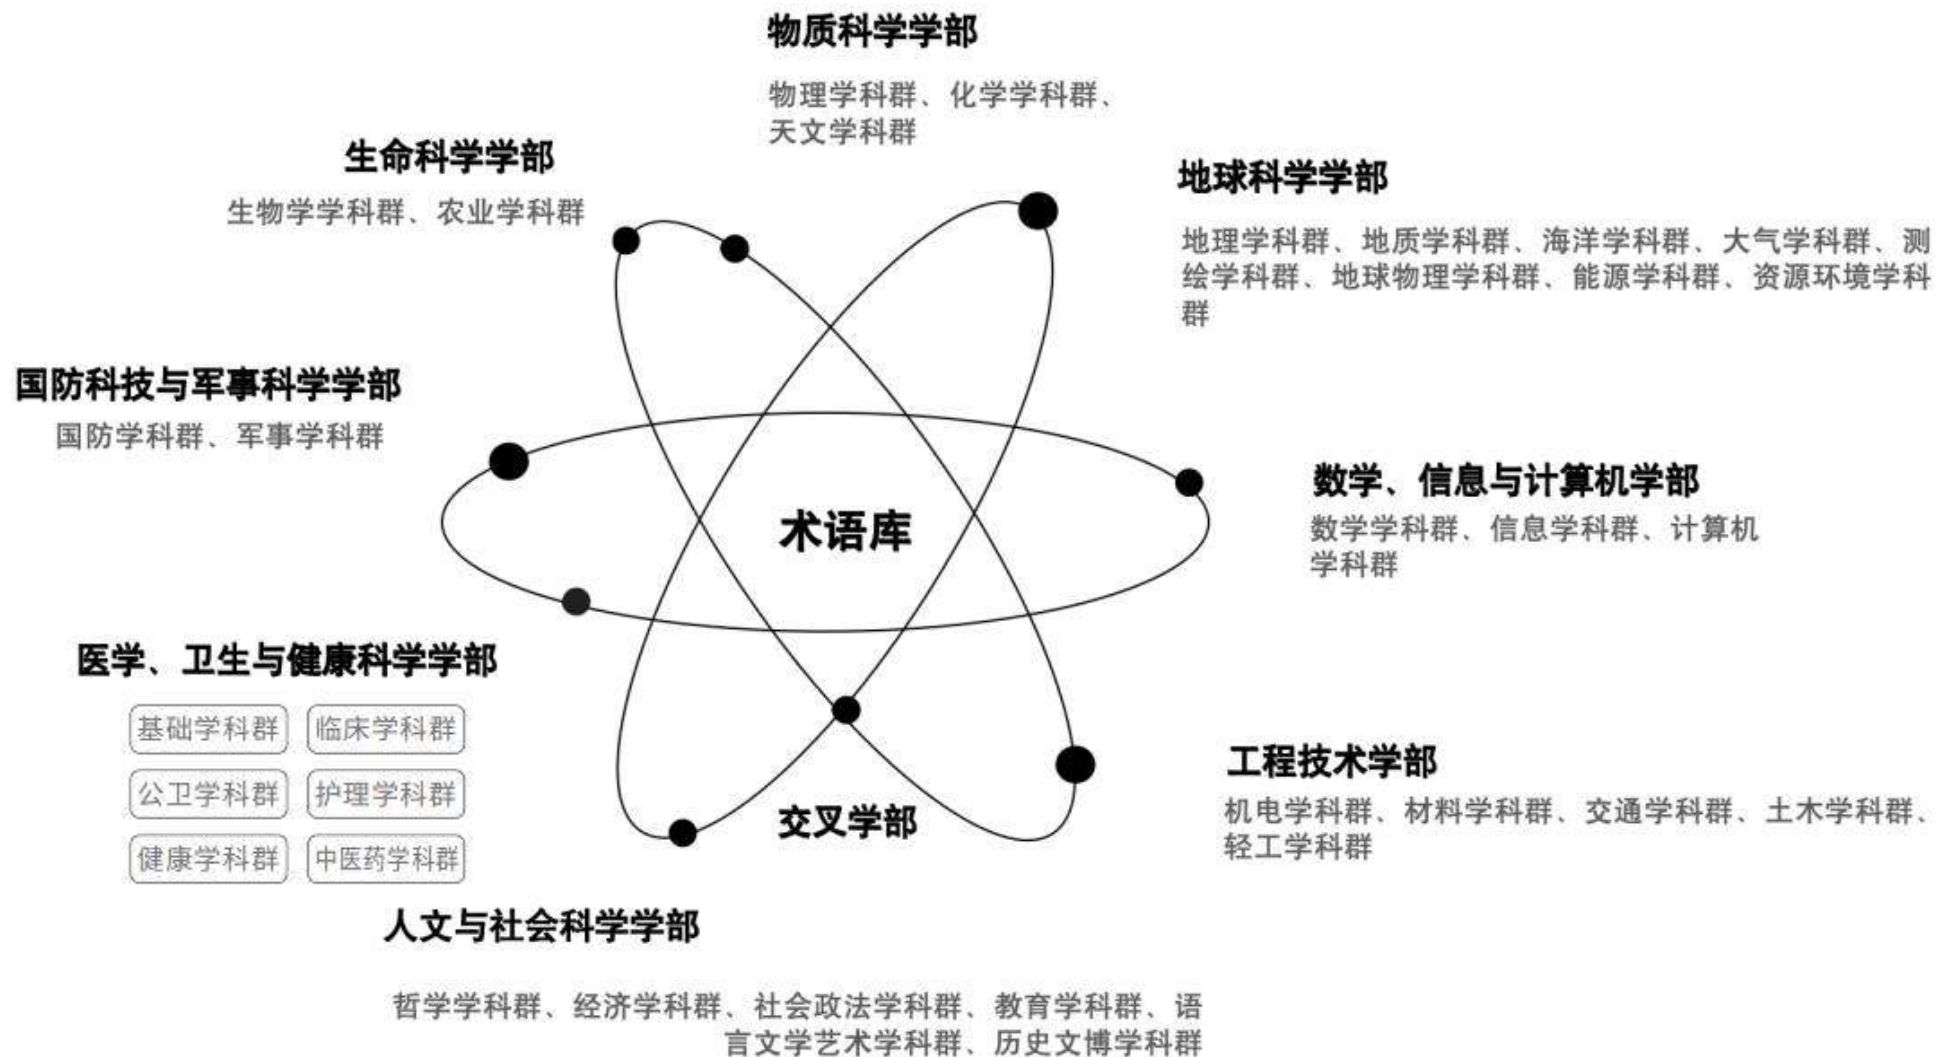 物质科学学部
物理学科群、化学学科群、
天文学科群
生命科学学部
生物学学科群、农业学科群
地球科学学部
地理学科群、地质学科群、海洋学科群、大气学科群、测
绘学科群、地球物理学科群、能源学科群、资源环境学科
群
国防科技与军事科学学部
国防学科群、军事学科群
数学、信息与计算机学部
数学学科群、信息学科群、计算机
学科群
术语库
医学、卫生与健康科学学部
基础学科群 临床学科群
公卫学科群 护理学科群
健康学科群 中医药学科群
工程技术学部
机电学科群、材料学科群、交通学科群、土木学科群、
轻工学科群
交叉学部
人文与社会科学学部
哲学学科群、经济学科群、社会政法学科群、教育学科群、语
言文学艺术学科群、历史文博学科群